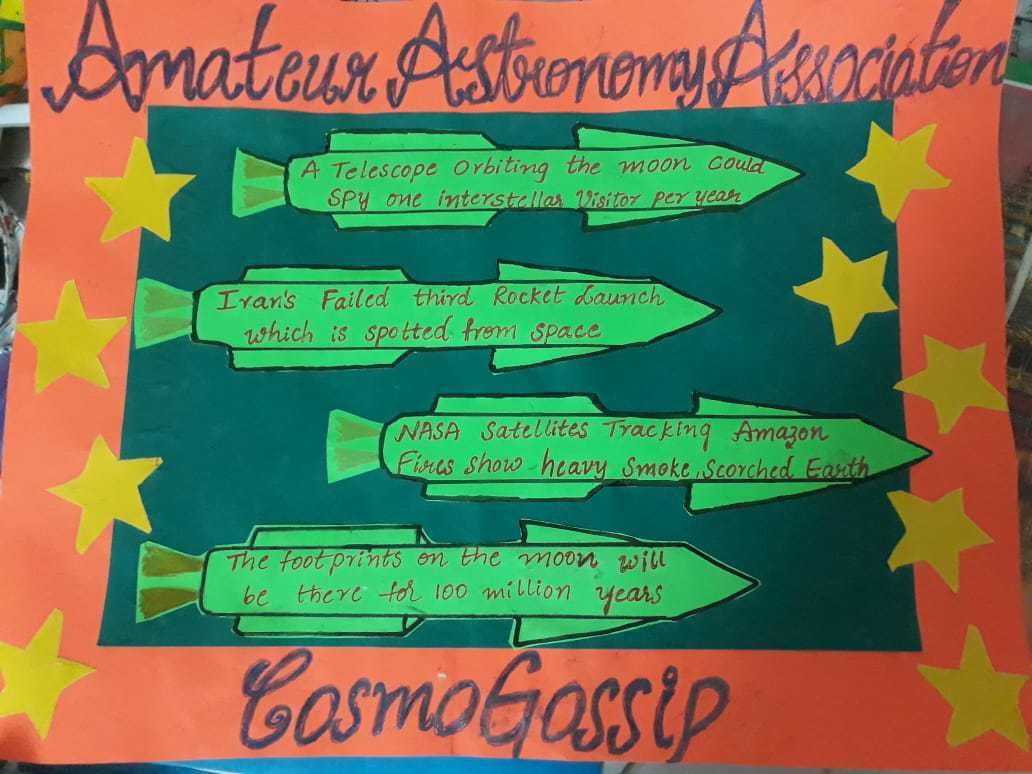 Amateur Astronomy Association
A Telescope Orbiting the moon Could
SPY one interstellar Visitor per year
Iran's Failed third Rocket Launch
which is spotted from space
NASA Satellites Tracking Amazon
Fires show heavy smoke, Scorched Earth
The footprints on the moon will
be there for 100 million years
CosmoGossip